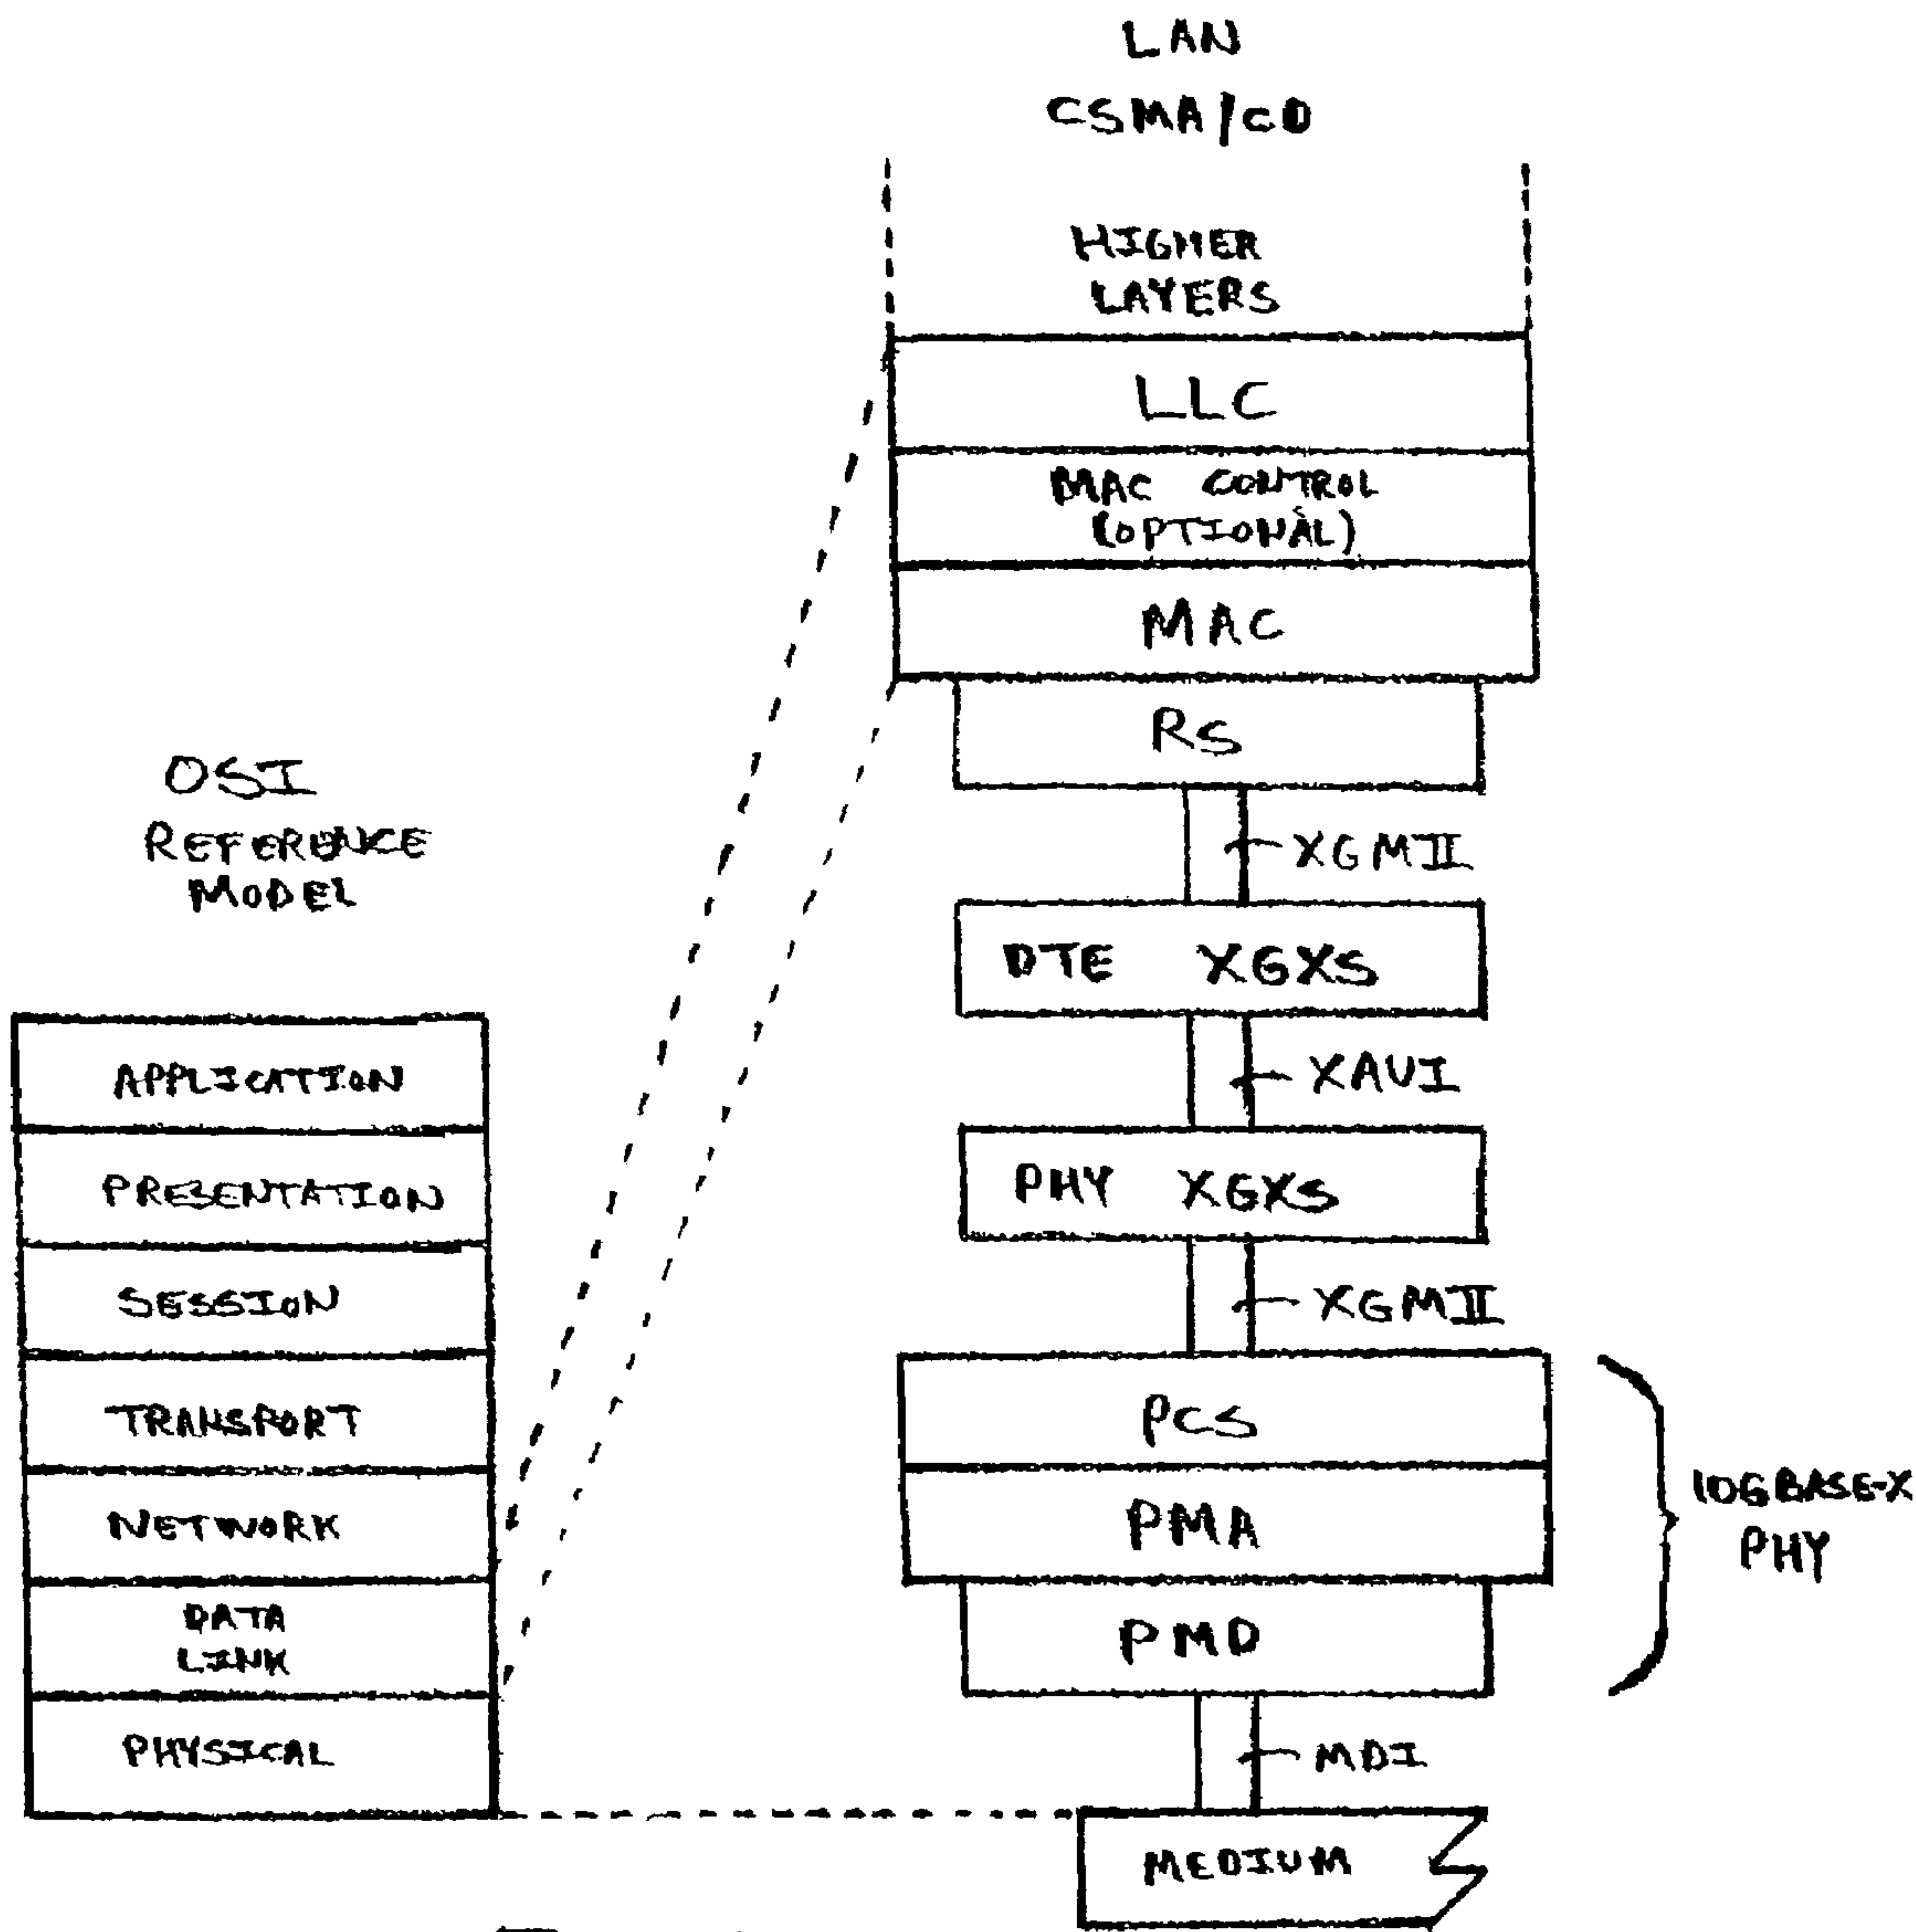 LAN
CSMA/CD
HIGHER
LAYERS
LLC
MAC CONTROL
(OPTIONAL)
MAC
RS
XGMII
DTE XGXS
XAUI
PHY XGXS
XGMII
PCS
PMA
PMD
10GBASE-X
PHY
MDI
MEDIUM
OSI
REFERENCE
MODEL
APPLICATION
PRESENTATION
SESSION
TRANSPORT
NETWORK
DATA
LINK
PHYSICAL